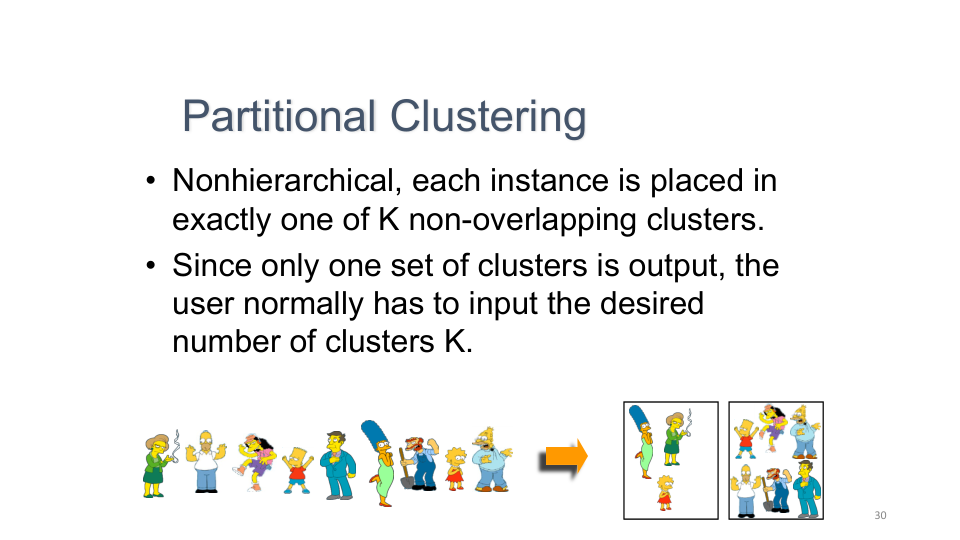 Partitional Clustering
• Nonhierarchical, each instance is placed in
exactly one of K non-overlapping clusters.
• Since only one set of clusters is output, the
user normally has to input the desired
number of clusters K.
30